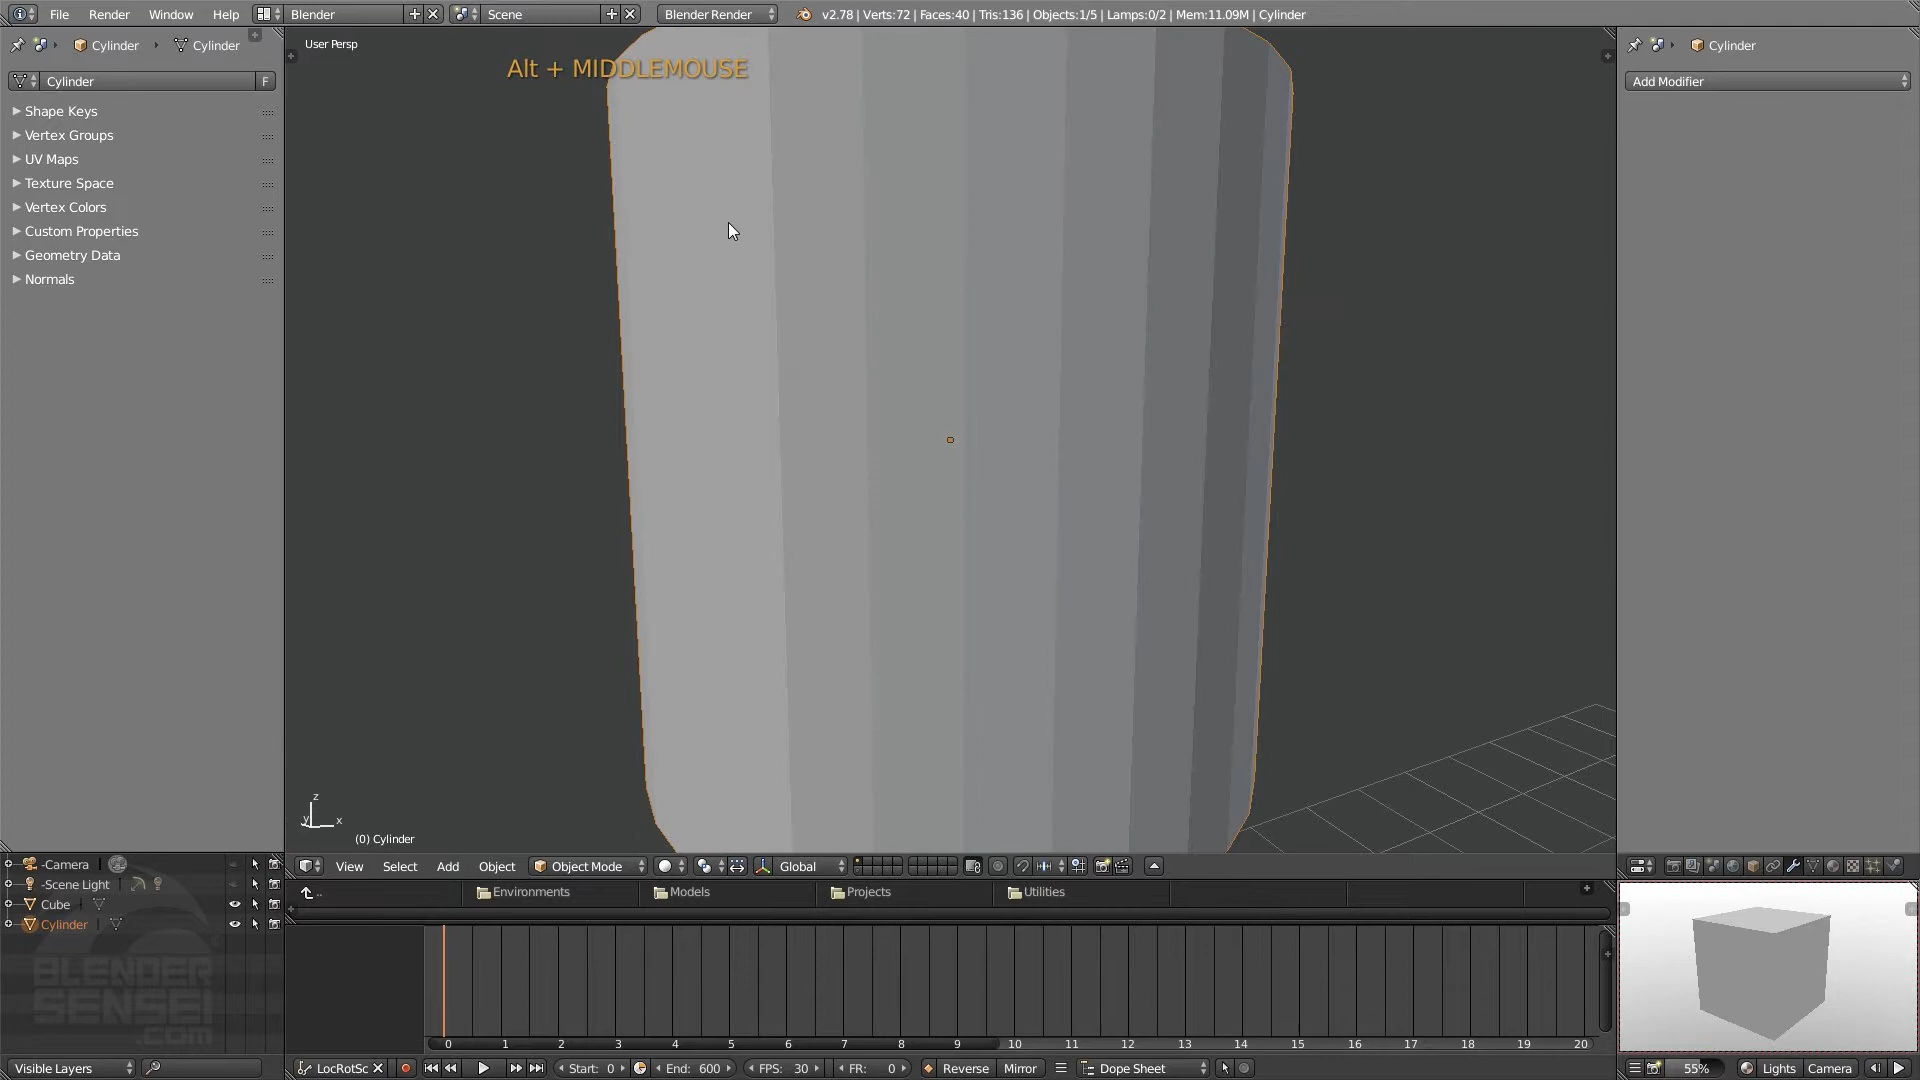 File Render Window Help Blender Scene Blender Render v2.78 | Verts:72 | Faces:40 | Tris:136 | Objects:1/5 | Lamps:0/2 | Mem:11.09M | Cylinder
Cylinder Cylinder User Persp Cylinder
Alt + MIDDLEMOUSE
Cylinder F Add Modifier
Shape Keys
Vertex Groups
UV Maps
Texture Space
Vertex Colors
Custom Properties
Geometry Data
Normals
z
y x
(0) Cylinder
-Camera View Select Add Object Object Mode Global
-Scene Light .. Environments Models Projects Utilities
Cube
Cylinder
BLENDER
SENSEI
.com
0 1 2 3 4 5 6 7 8 9 10 11 12 13 14 15 16 17 18 19 20
Visible Layers LocRotSc Start: 0 End: 600 FPS: 30 FR: 0 Reverse Mirror Dope Sheet 55% Lights Camera